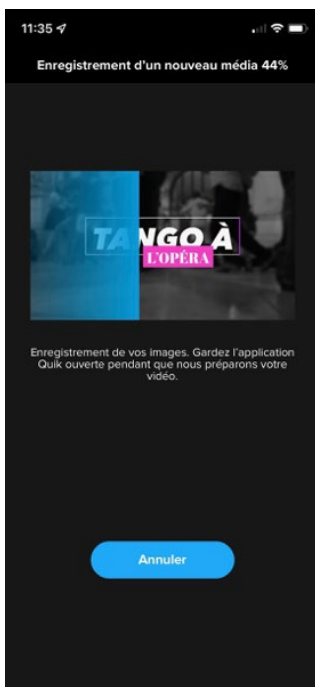 11:35
Enregistrement d'un nouveau média 44%
TANGO À
L'OPÉRA
Enregistrement de vos images. Gardez l'application
Quik ouverte pendant que nous préparons votre
vidéo.
Annuler